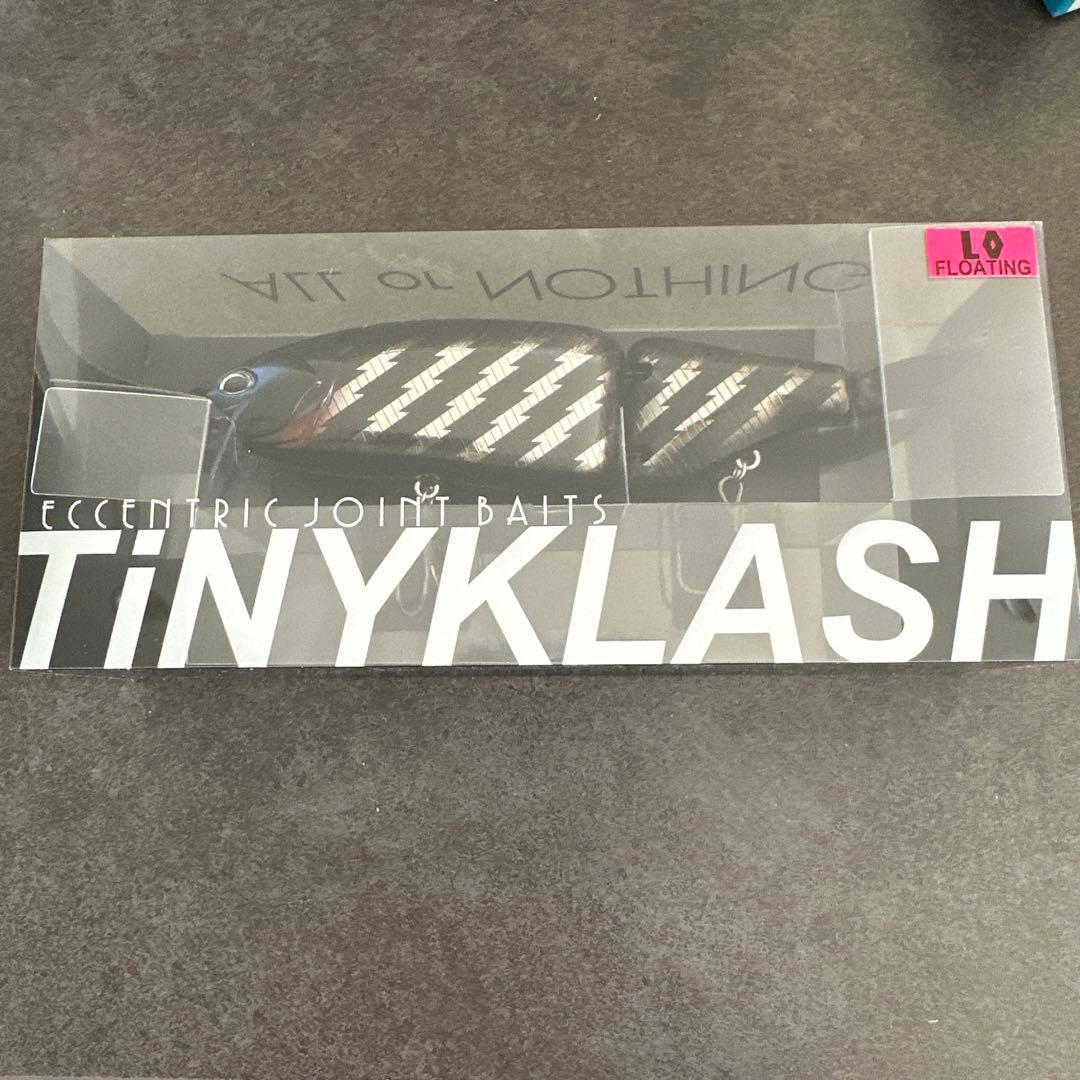 LO
FLOATING
ALL or NOTHING
ECCENTRIC JOINT BAITS
TiNYKLASH